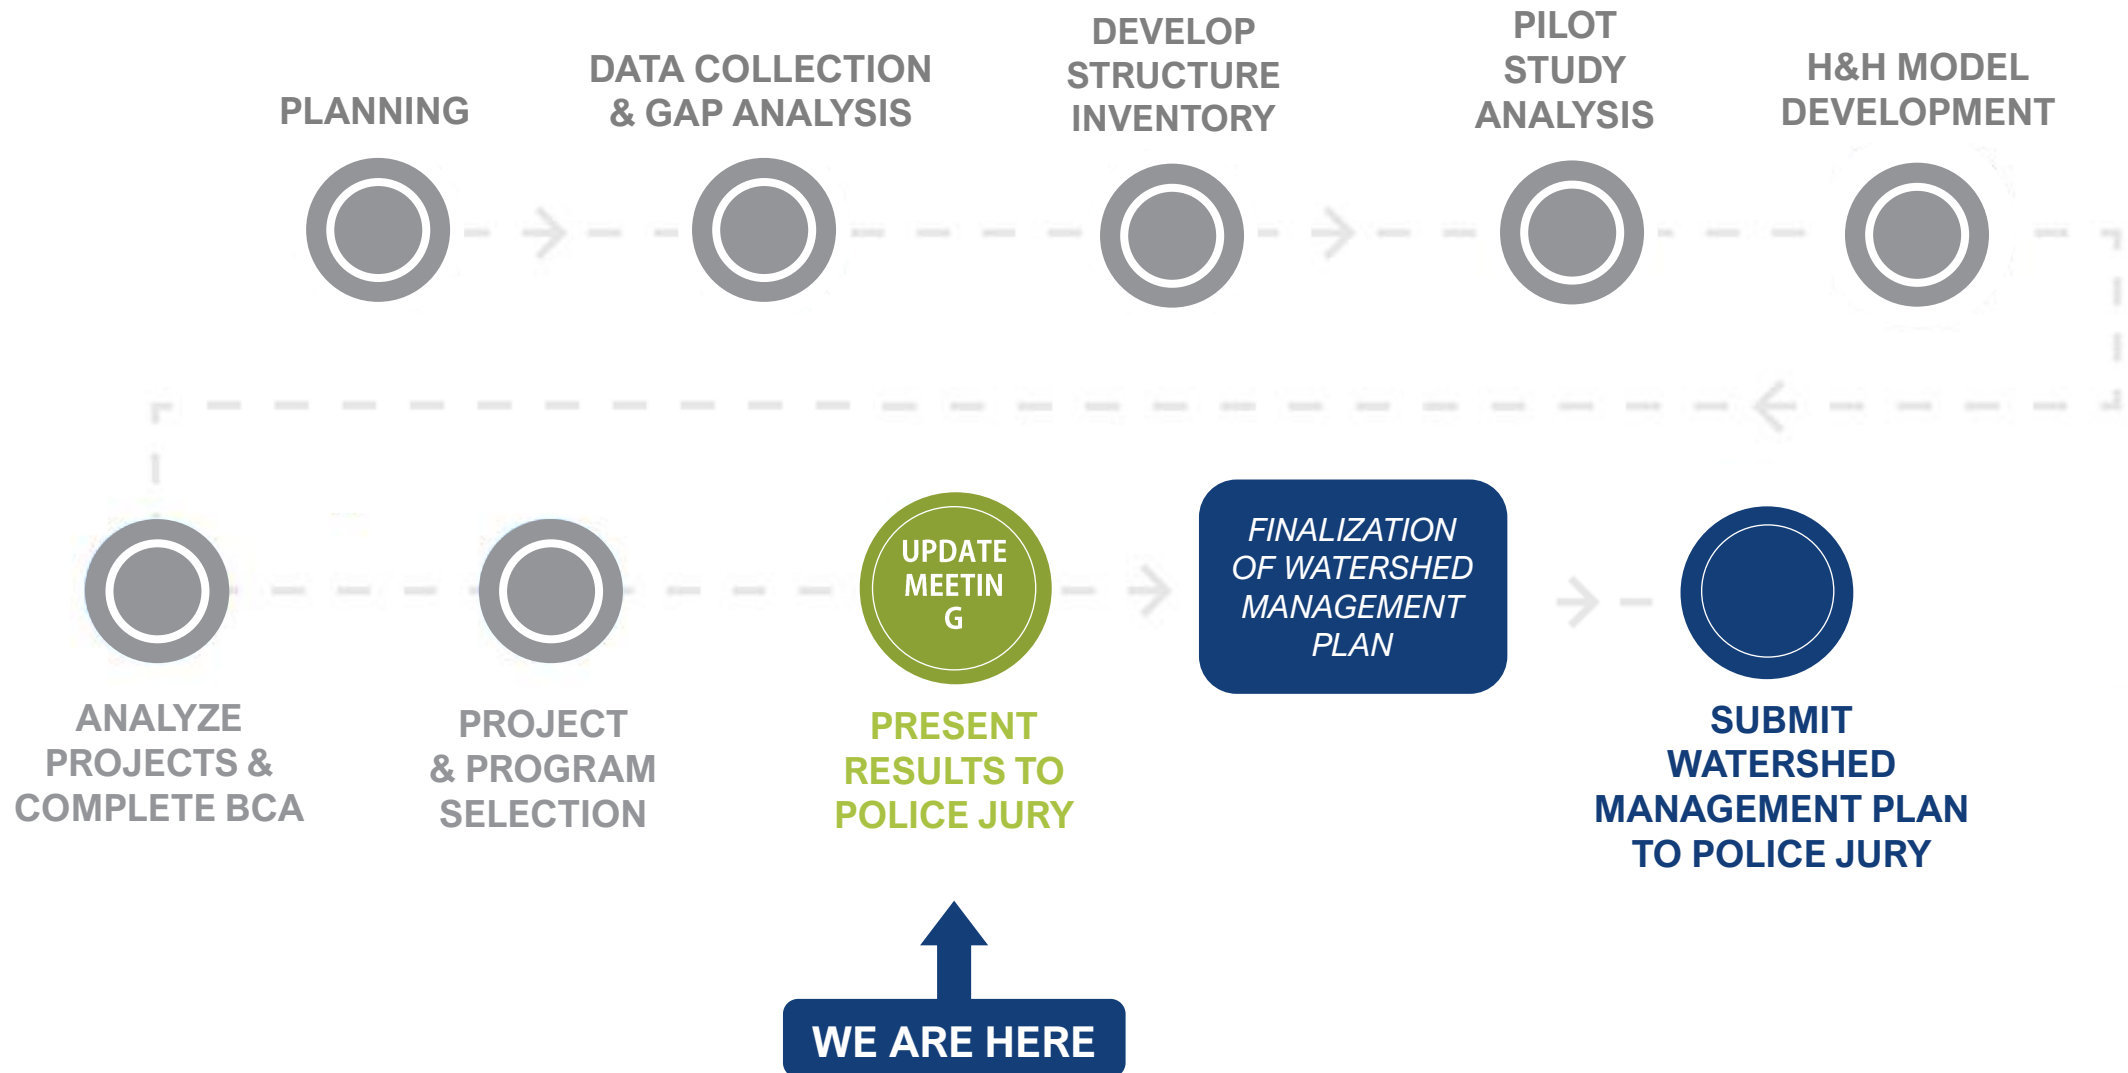 PLANNING
DATA COLLECTION
& GAP ANALYSIS
DEVELOP
STRUCTURE
INVENTORY
PILOT
STUDY
ANALYSIS
H&H MODEL
DEVELOPMENT
ANALYZE
PROJECTS &
COMPLETE BCA
PROJECT
& PROGRAM
SELECTION
UPDATE
MEETIN
G
PRESENT
RESULTS TO
POLICE JURY
FINALIZATION
OF WATERSHED
MANAGEMENT
PLAN
SUBMIT
WATERSHED
MANAGEMENT PLAN
TO POLICE JURY
WE ARE HERE